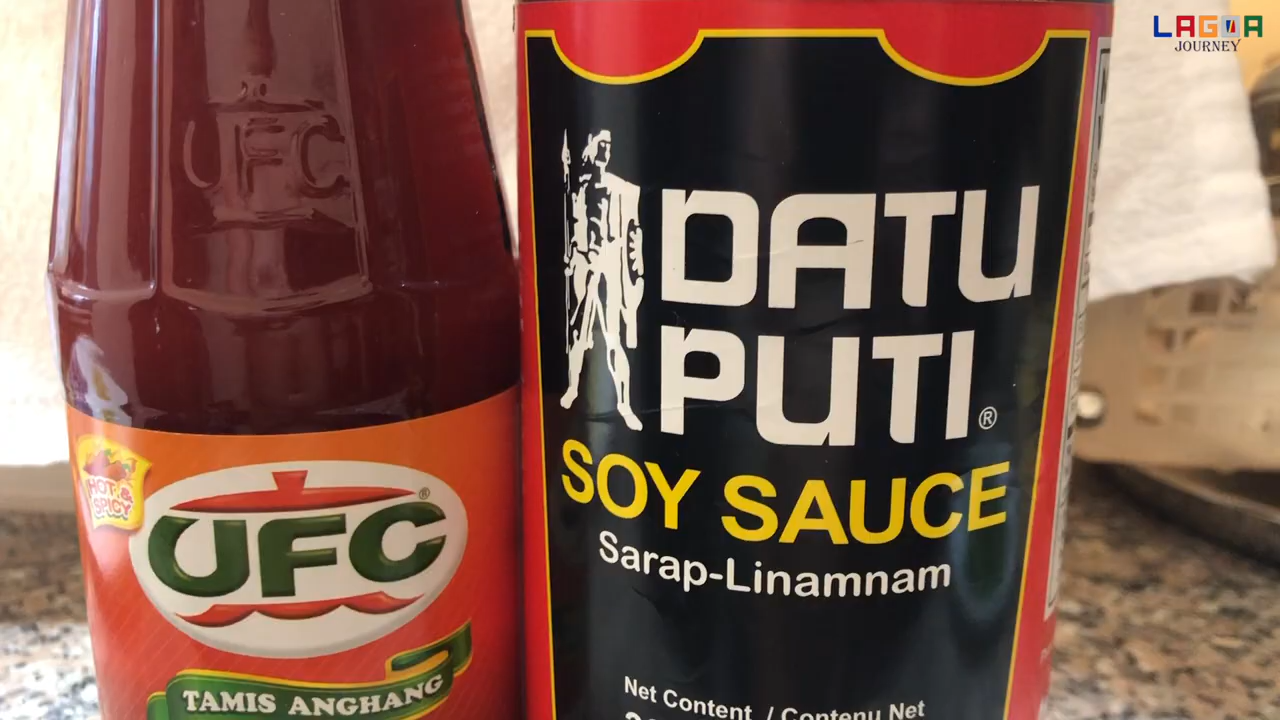 LAGOA
JOURNEY
UFC
HOT &
SPICY
UFC®
TAMIS ANGHANG
DATU
PUTI®
SOY SAUCE
Sarap-Linamnam
Net Content / Contenu Net